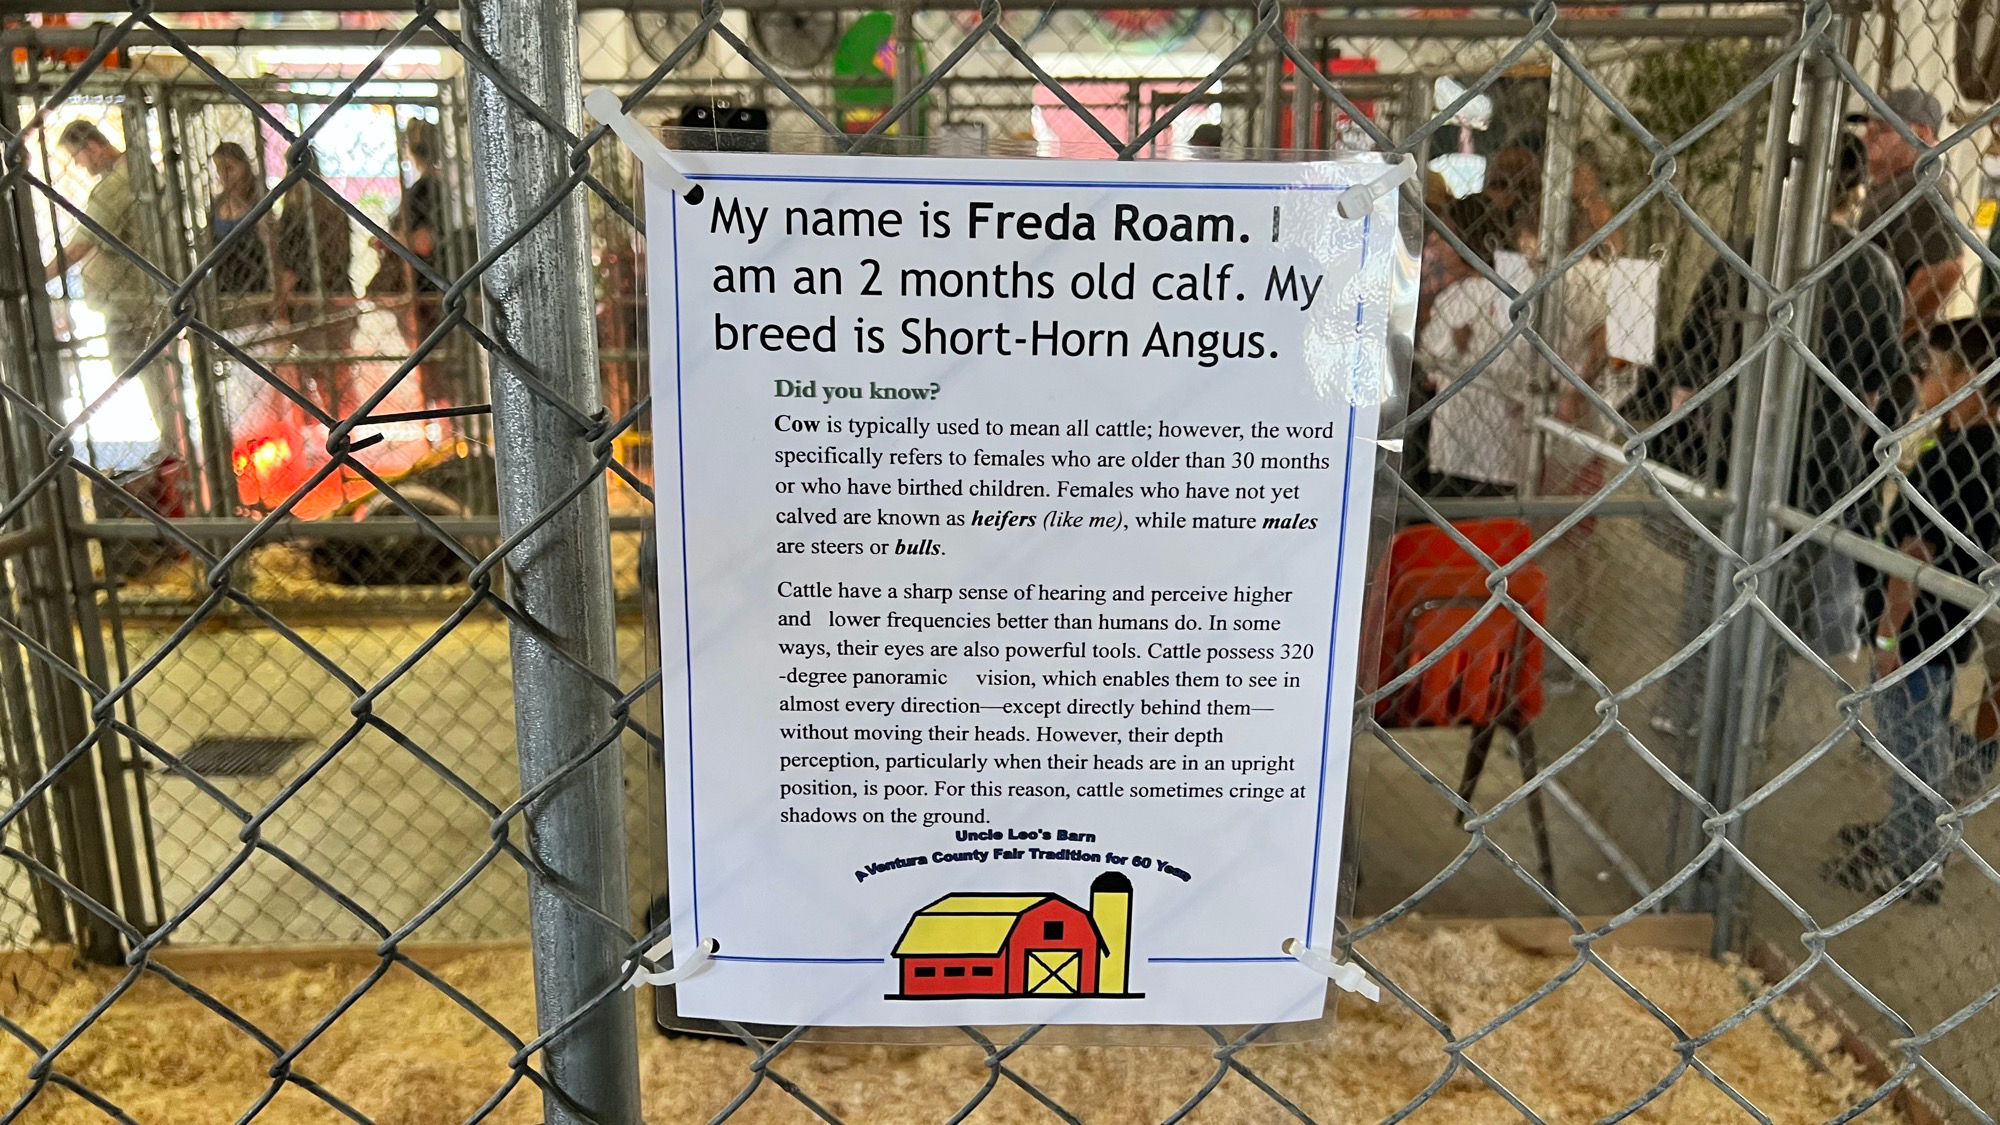 My name is Freda Roam. I
am an 2 months old calf. My
breed is Short-Horn Angus.
Did you know?
Cow is typically used to mean all cattle; however, the word
specifically refers to females who are older than 30 months
or who have birthed children. Females who have not yet
calved are known as heifers (like me), while mature males
are steers or bulls.
Cattle have a sharp sense of hearing and perceive higher
and lower frequencies better than humans do. In some
ways, their eyes are also powerful tools. Cattle possess 320
-degree panoramic vision, which enables them to see in
almost every direction—except directly behind them—
without moving their heads. However, their depth
perception, particularly when their heads are in an upright
position, is poor. For this reason, cattle sometimes cringe at
shadows on the ground.
Uncle Leo's Barn
A Ventura County Fair Tradition for 60 Years